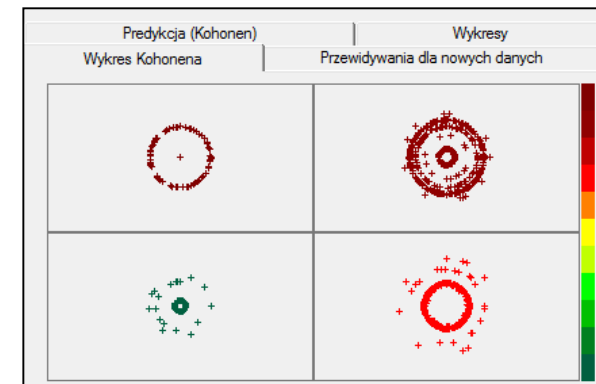 Predykcja (Kohonen) Wykresy
Wykres Kohonena Przewidywania dla nowych danych